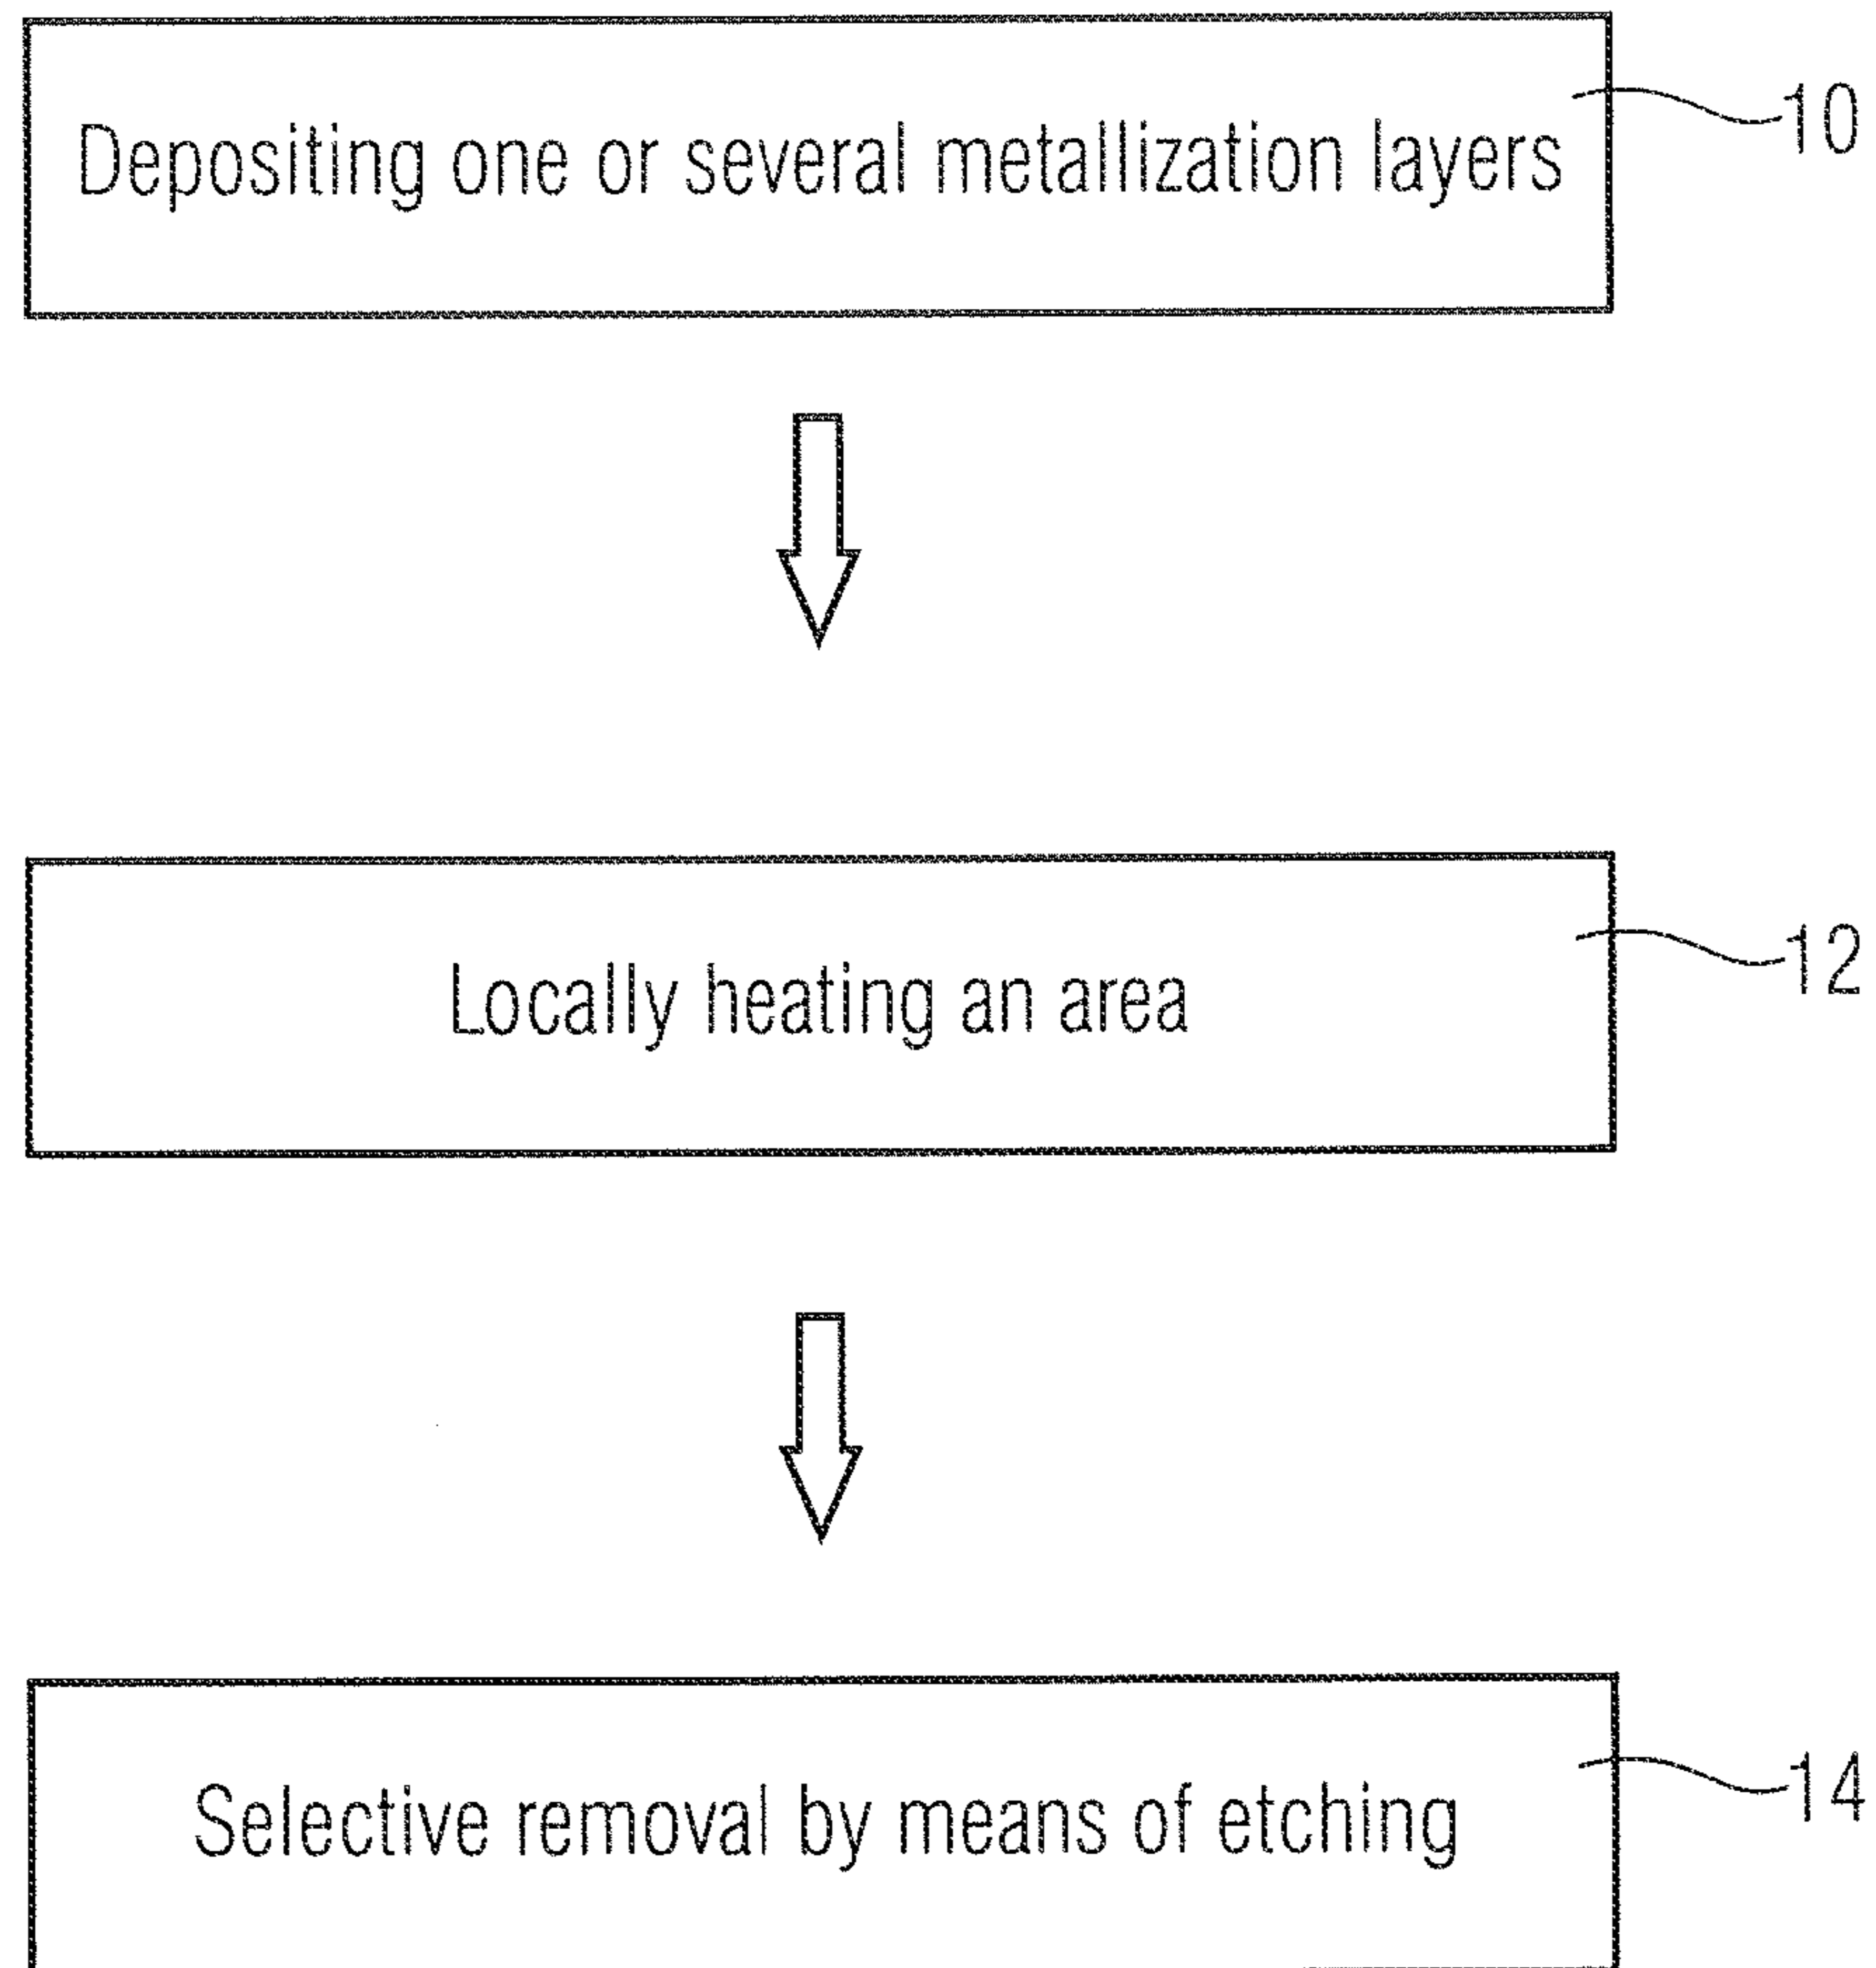 Depositing one or several metallization layers
10
Locally heating an area
12
Selective removal by means of etching
14